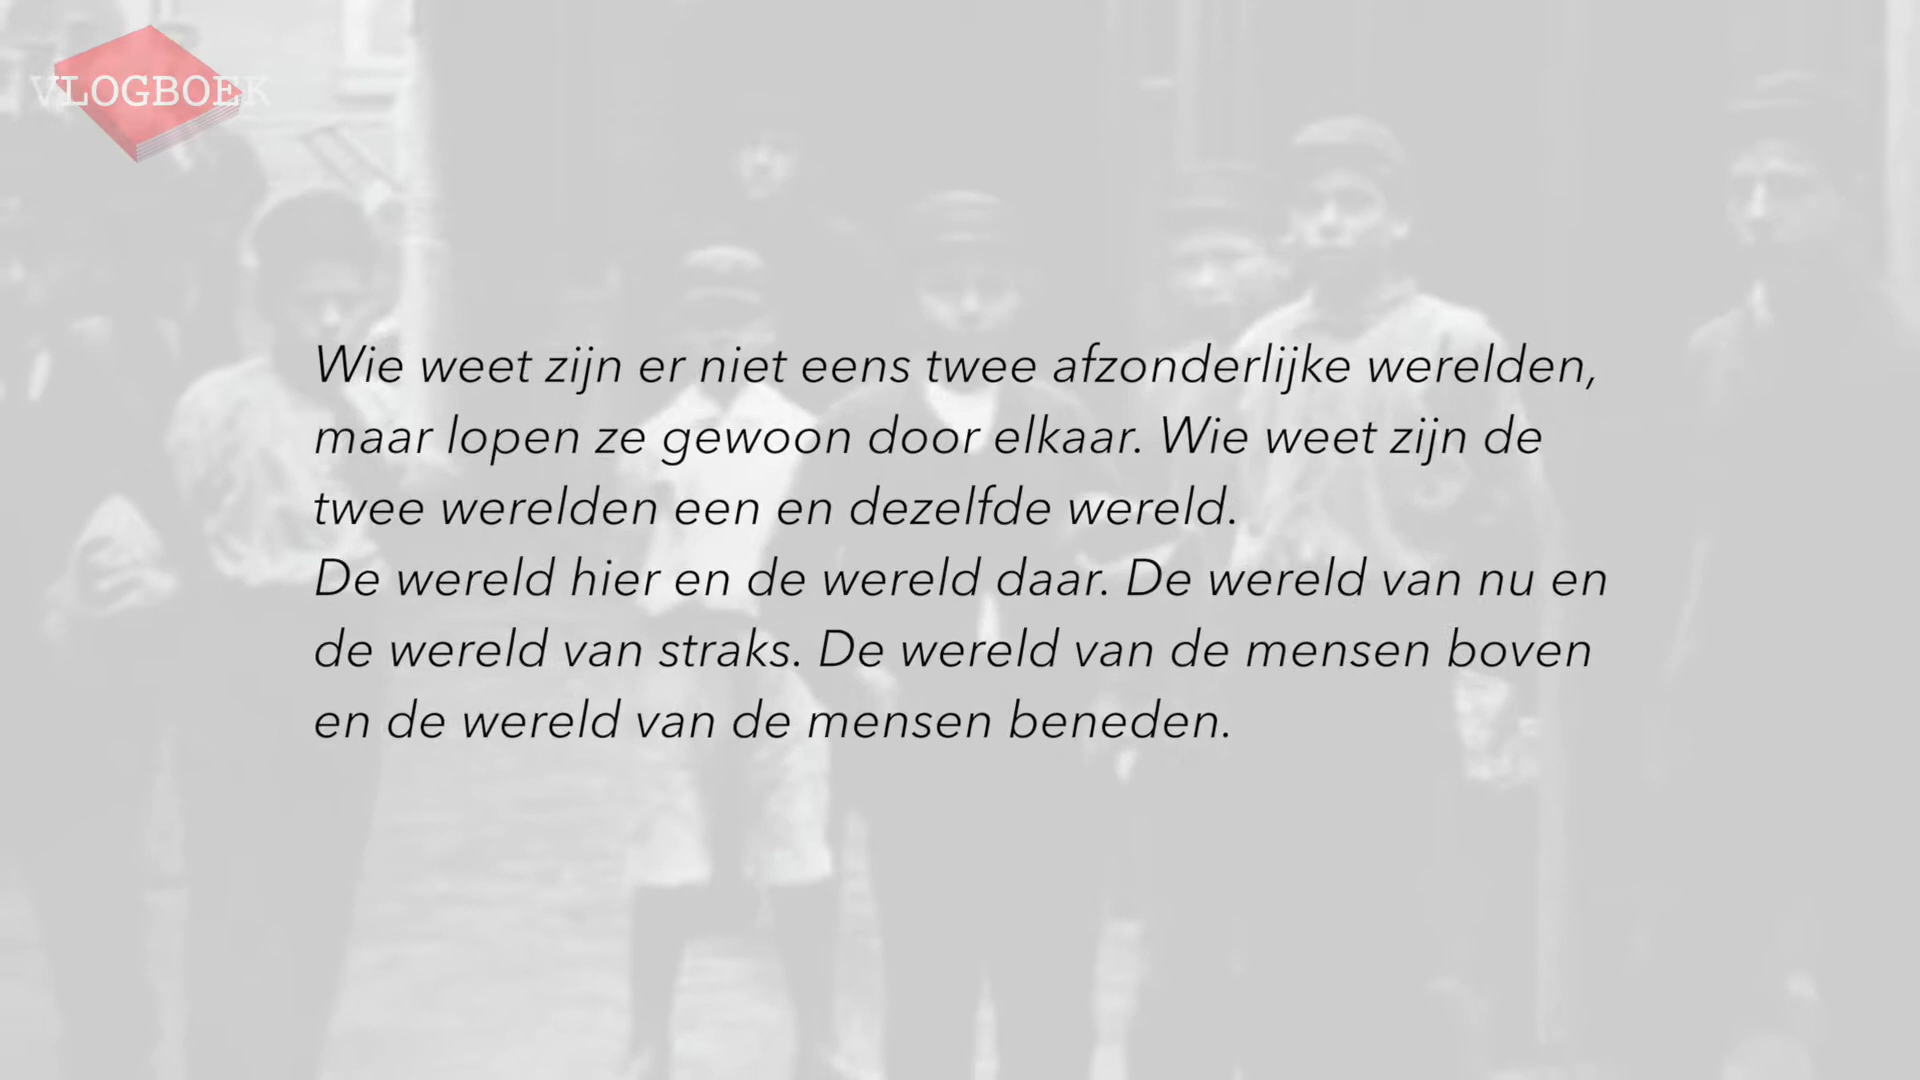 VLOGBOEK
Wie weet zijn er niet eens twee afzonderlijke werelden,
maar lopen ze gewoon door elkaar. Wie weet zijn de
twee werelden een en dezelfde wereld.
De wereld hier en de wereld daar. De wereld van nu en
de wereld van straks. De wereld van de mensen boven
en de wereld van de mensen beneden.